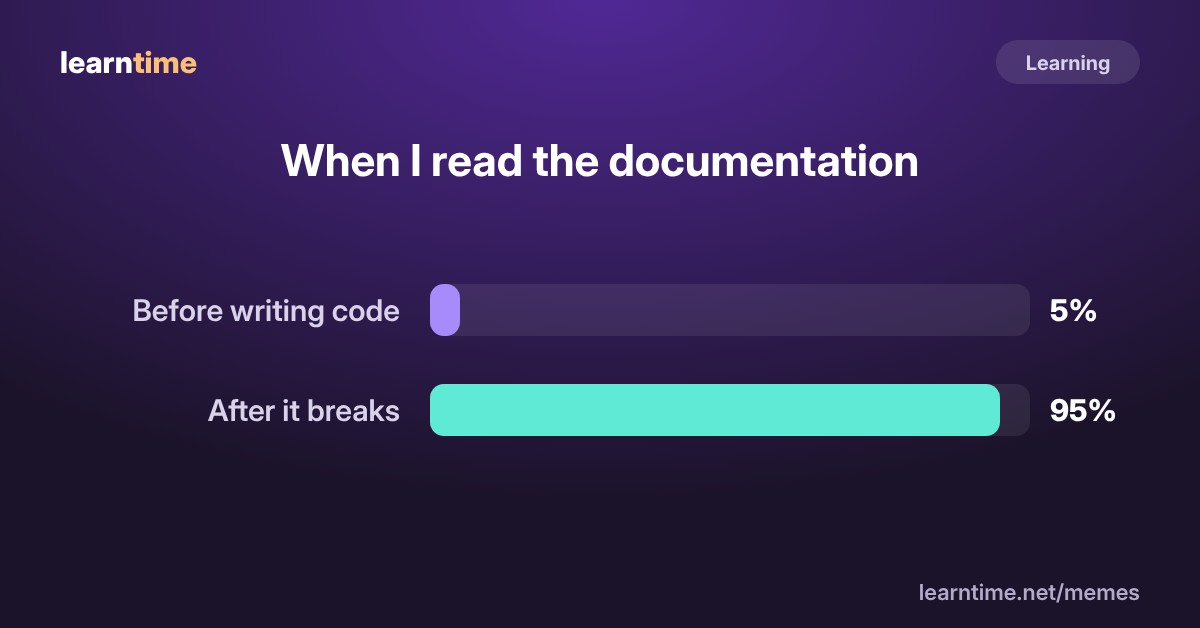 learntime
Learning
When I read the documentation
Before writing code 5%
After it breaks 95%
learntime.net/memes